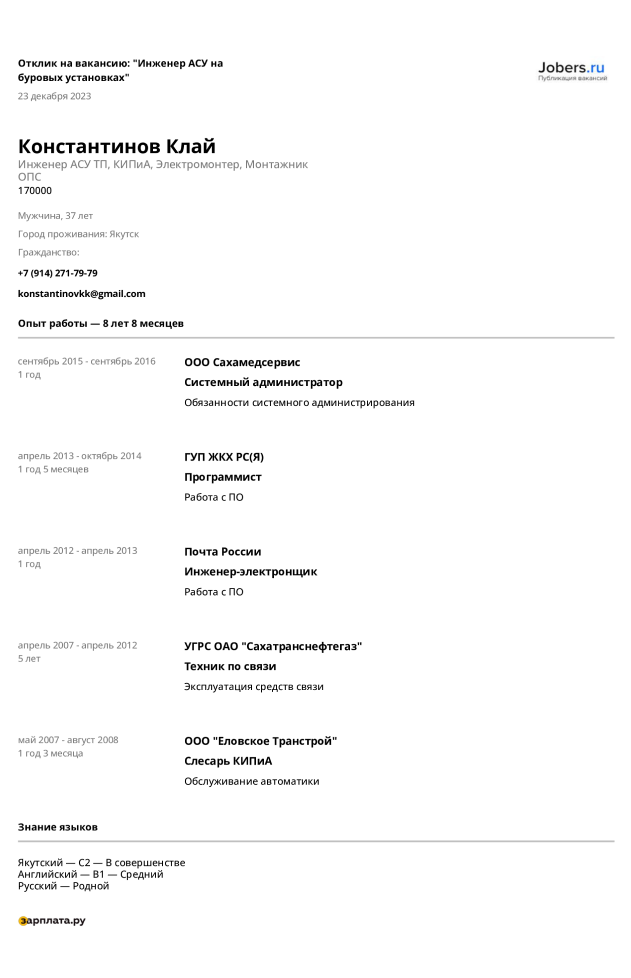 Отклик на вакансию: "Инженер АСУ на
буровых установках"
Jobers.ru
Публикация вакансий
23 декабря 2023
Константинов Клай
Инженер АСУ ТП, КИПиА, Электромонтер, Монтажник
ОПС
170000
Мужчина, 37 лет
Город проживания: Якутск
Гражданство:
+7 (914) 271-79-79
konstantinovkk@gmail.com
Опыт работы — 8 лет 8 месяцев
сентябрь 2015 - сентябрь 2016
1 год
ООО Сахамедсервис
Системный администратор
Обязанности системного администрирования
апрель 2013 - октябрь 2014
1 год 5 месяцев
ГУП ЖКХ РС(Я)
Программист
Работа с ПО
апрель 2012 - апрель 2013
1 год
Почта России
Инженер-электронщик
Работа с ПО
апрель 2007 - апрель 2012
5 лет
УГРС ОАО "Сахатранснефтегаз"
Техник по связи
Эксплуатация средств связи
май 2007 - август 2008
1 год 3 месяца
ООО "Еловское Транстрой"
Слесарь КИПиА
Обслуживание автоматики
Знание языков
Якутский — C2 — В совершенстве
Английский — B1 — Средний
Русский — Родной
зарплата.ру